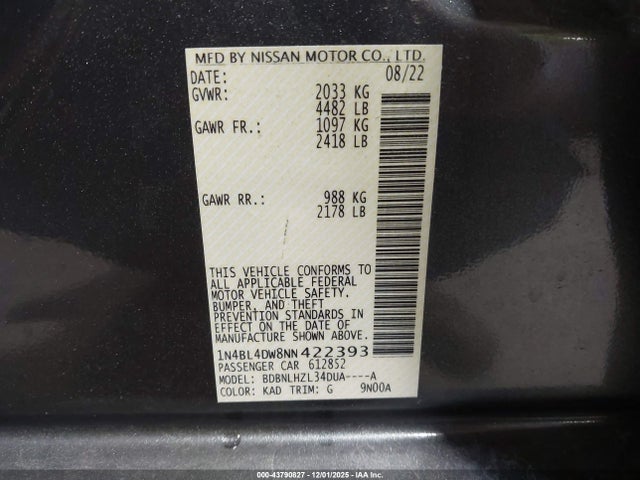 MFD BY NISSAN MOTOR CO., LTD.
DATE: 08/22
GVWR: 2033 KG
4482 LB
GAWR FR.: 1097 KG
2418 LB
GAWR RR.: 988 KG
2178 LB
THIS VEHICLE CONFORMS TO
ALL APPLICABLE FEDERAL
MOTOR VEHICLE SAFETY,
BUMPER, AND THEFT
PREVENTION STANDARDS IN
EFFECT ON THE DATE OF
MANUFACTURE SHOWN ABOVE.
1N4BL4DW8NN422393
PASSENGER CAR 612852
MODEL: BDBNLHZL34DUA----A
COLOR: KAD TRIM: G 9N00A
000-43790827 - 12/01/2025 - IAA Inc.